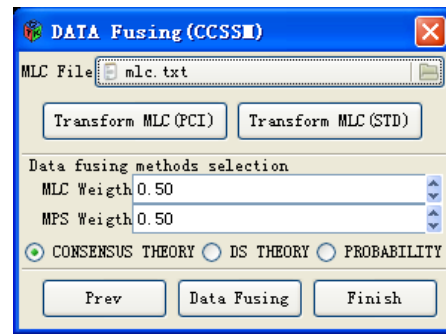 DATA Fusing(CCSSM)
MLC File mlc.txt
Transform MLC(PCI) Transform MLC(STD)
Data fusing methods selection
MLC Weigth 0.50
MPS Weigth 0.50
CONSENSUS THEORY DS THEORY PROBABILITY
Prev Data Fusing Finish